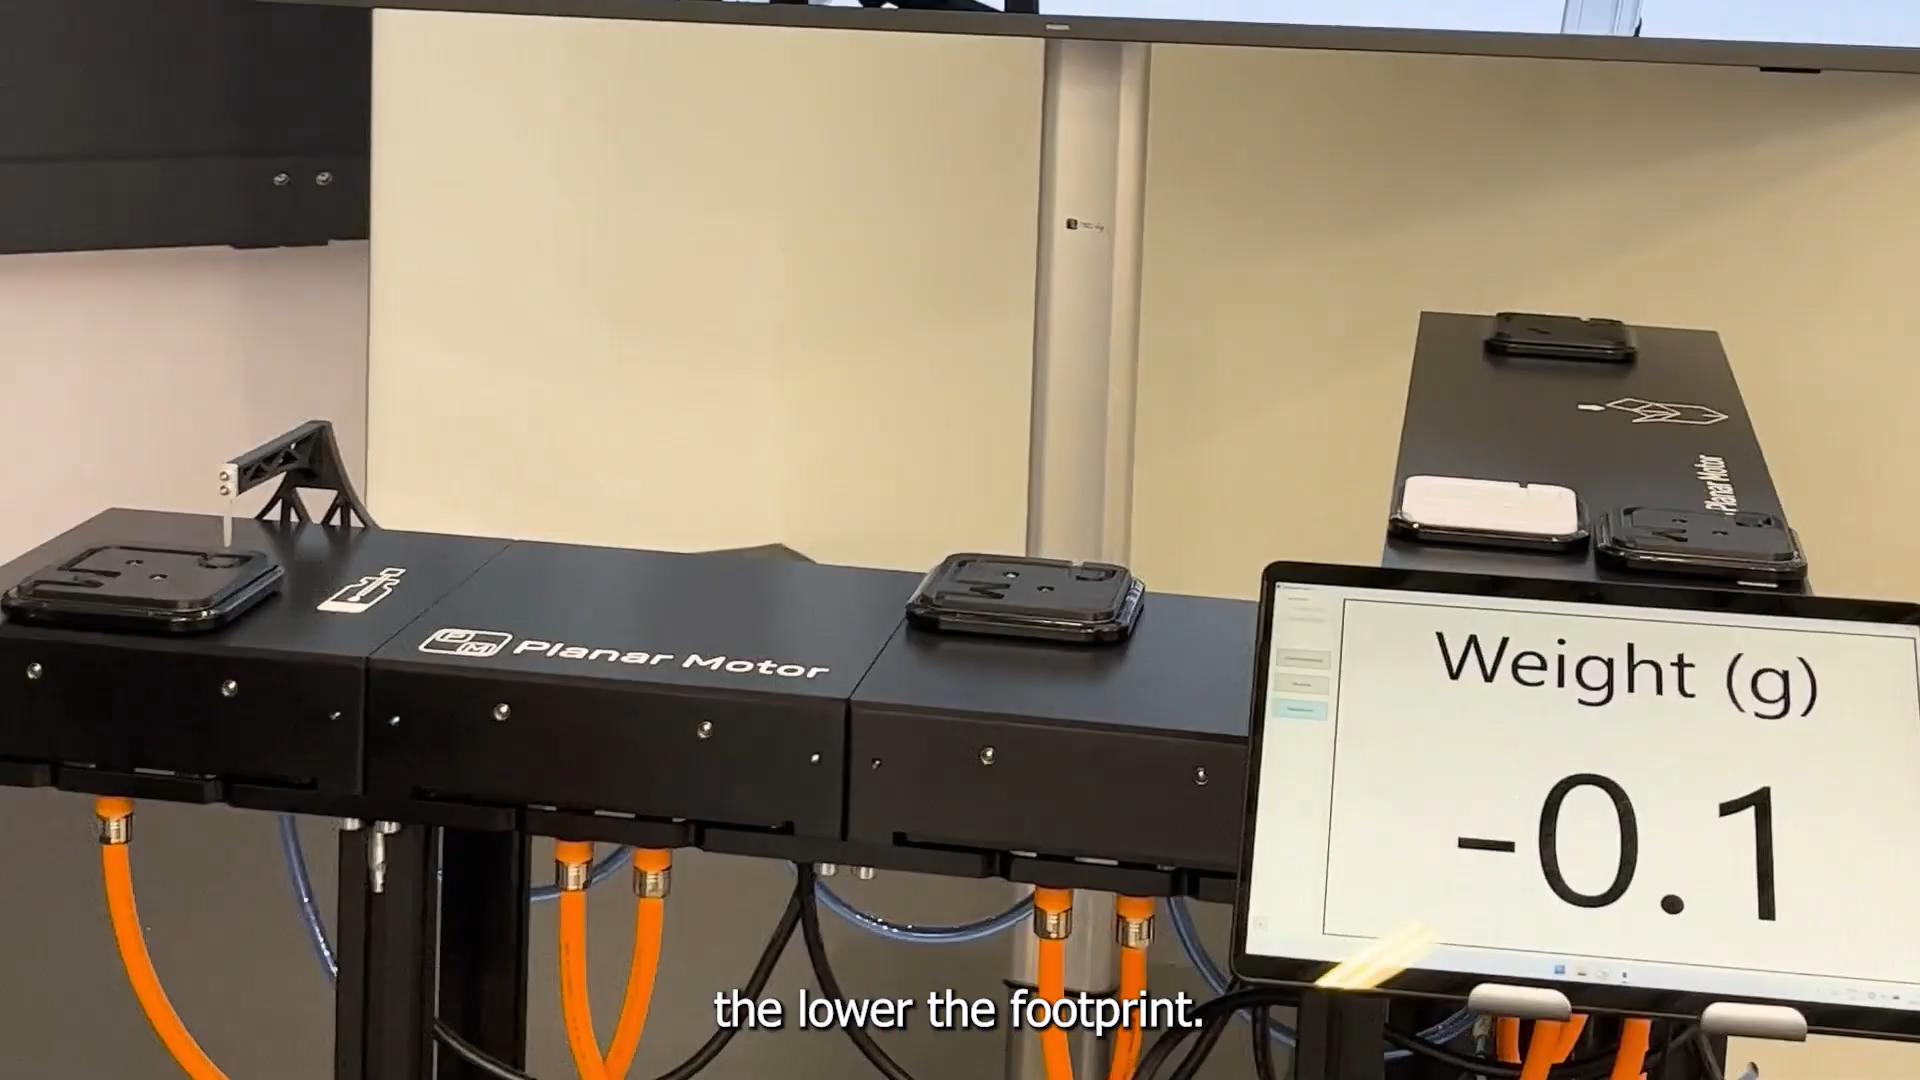 Planar Motor
Planar Motor
Weight (g)
-0.1
the lower the footprint.